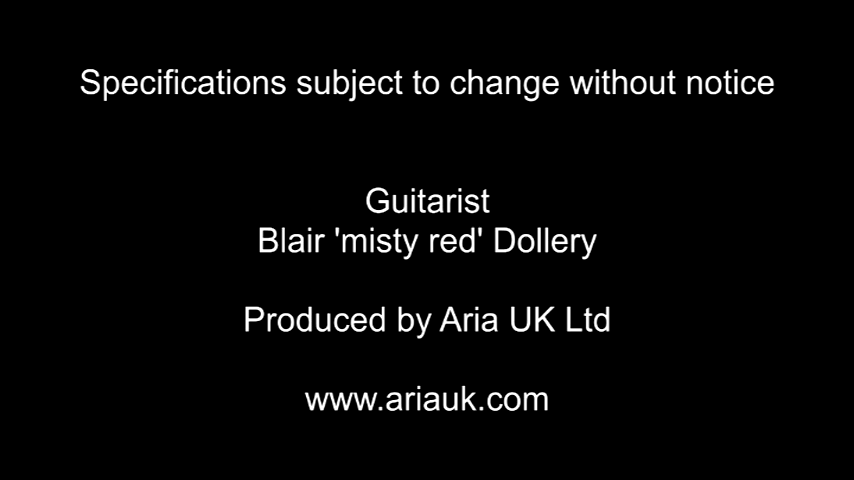 Specifications subject to change without notice
Guitarist
Blair 'misty red' Dollery
Produced by Aria UK Ltd
www.ariauk.com